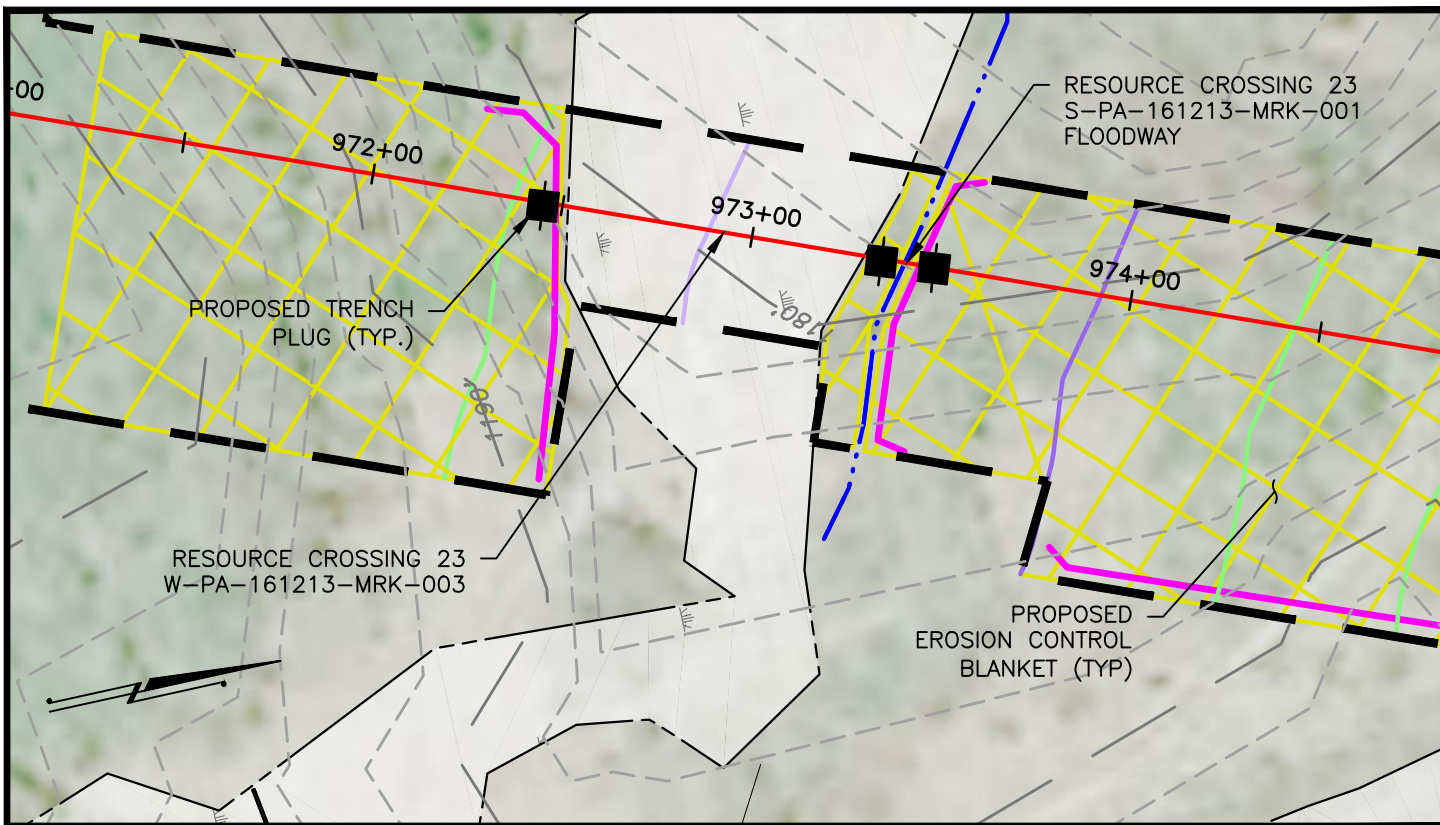 -00
972+00
973+00
974+00
RESOURCE CROSSING 23
S-PA-161213-MRK-001
FLOODWAY
PROPOSED TRENCH
PLUG (TYP.)
1180.
1190.
RESOURCE CROSSING 23
W-PA-161213-MRK-003
PROPOSED
EROSION CONTROL
BLANKET (TYP)